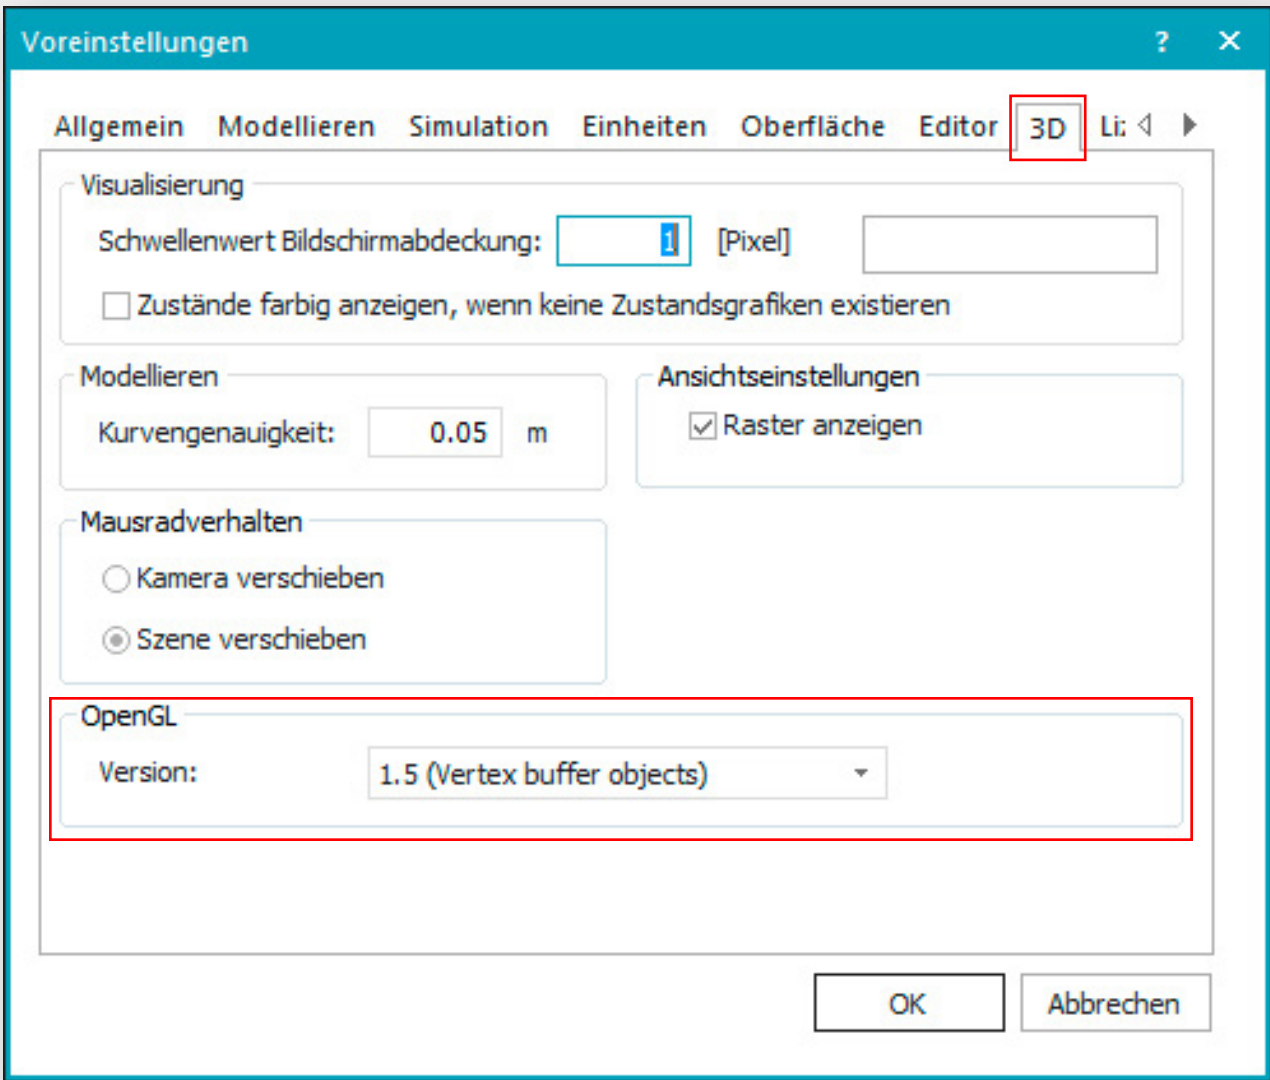 Voreinstellungen ?
Allgemein Modellieren Simulation Einheiten Oberfläche Editor 3D
Visualisierung
Schwellenwert Bildschirmabdeckung: 1 [Pixel]
Zustände farbig anzeigen, wenn keine Zustandsgrafiken existieren
Modellieren Ansichtseinstellungen
Kurvengenauigkeit: 0.05 m Raster anzeigen
Mausradverhalten
Kamera verschieben
Szene verschieben
OpenGL
Version: 1.5 (Vertex buffer objects)
OK Abbrechen